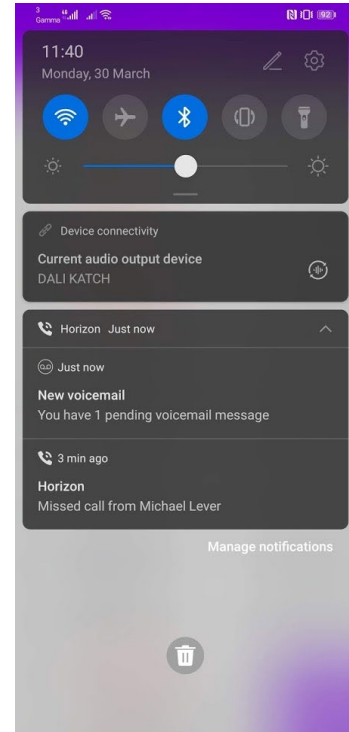 3
Gamma
92
11:40
Monday, 30 March
Device connectivity
Current audio output device
DALI KATCH
Horizon Just now
Just now
New voicemail
You have 1 pending voicemail message
3 min ago
Horizon
Missed call from Michael Lever
Manage notifications